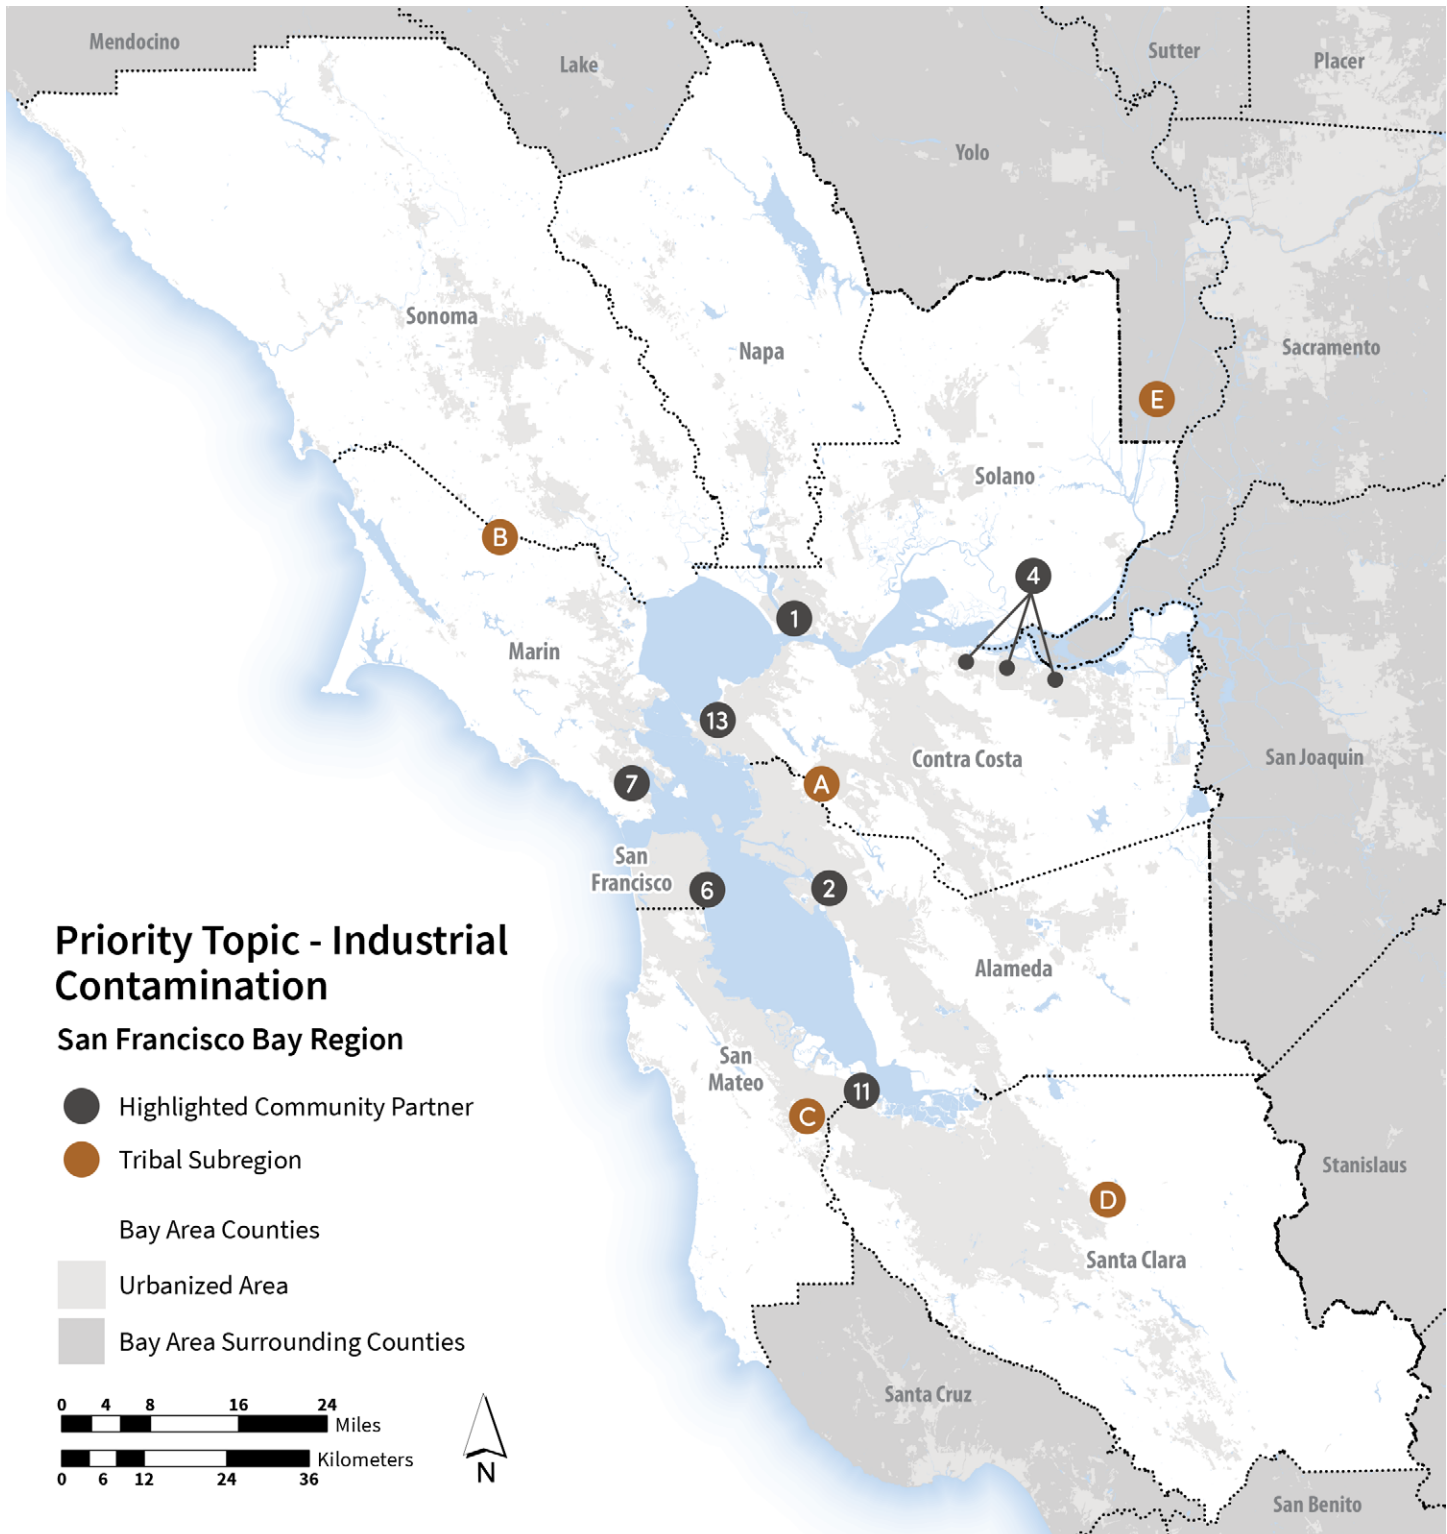 Mendocino
Lake
Sutter
Placer
Yolo
Sonoma
Napa
Sacramento
E
Solano
B
4
1
Marin
13
Contra Costa
San Joaquin
7
A
San
Francisco
6
2
Alameda
Priority Topic - Industrial
Contamination
San Francisco Bay Region
San
Mateo
11
C
Highlighted Community Partner
Tribal Subregion
Stanislaus
D
Bay Area Counties
Santa Clara
Urbanized Area
Bay Area Surrounding Counties
Santa Cruz
0 4 8 16 24
Miles
Kilometers
0 6 12 24 36
N
San Benito